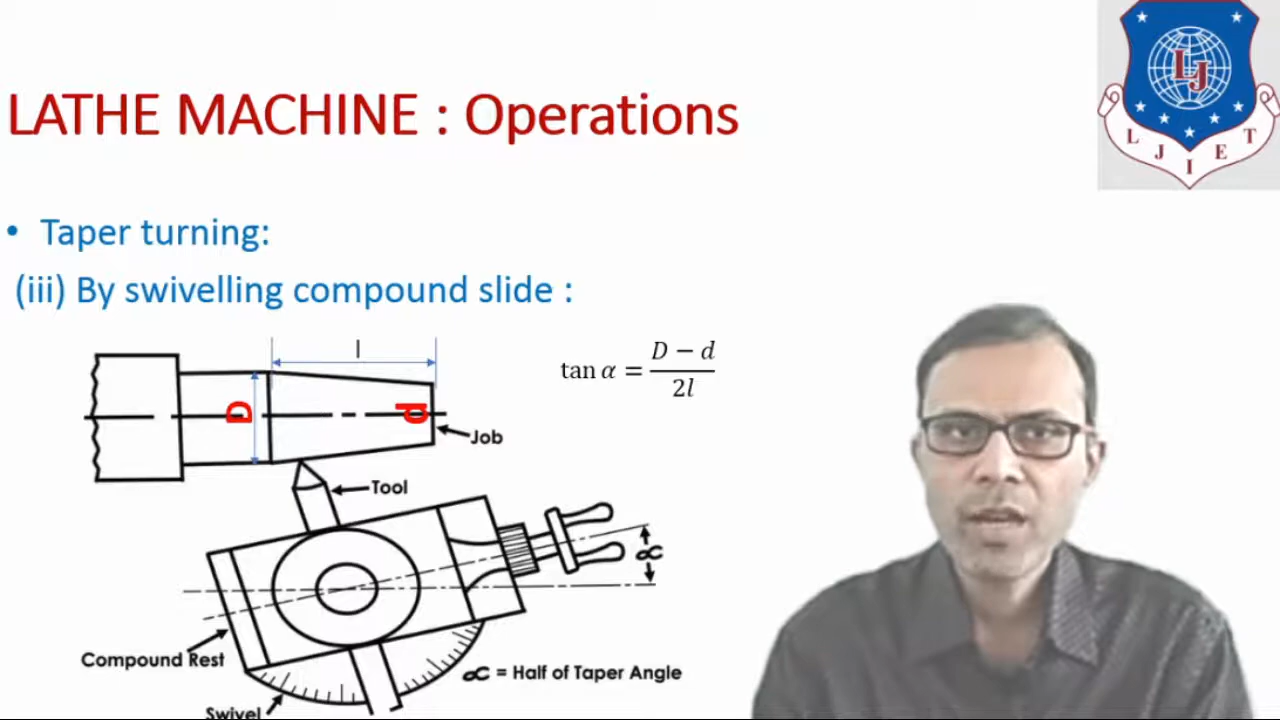 LATHE MACHINE : Operations
LJ
L J I E T
• Taper turning:
(iii) By swivelling compound slide :
l
tan α = D − d / 2l
D
d
Job
Tool
α
Compound Rest
α = Half of Taper Angle
Swivel